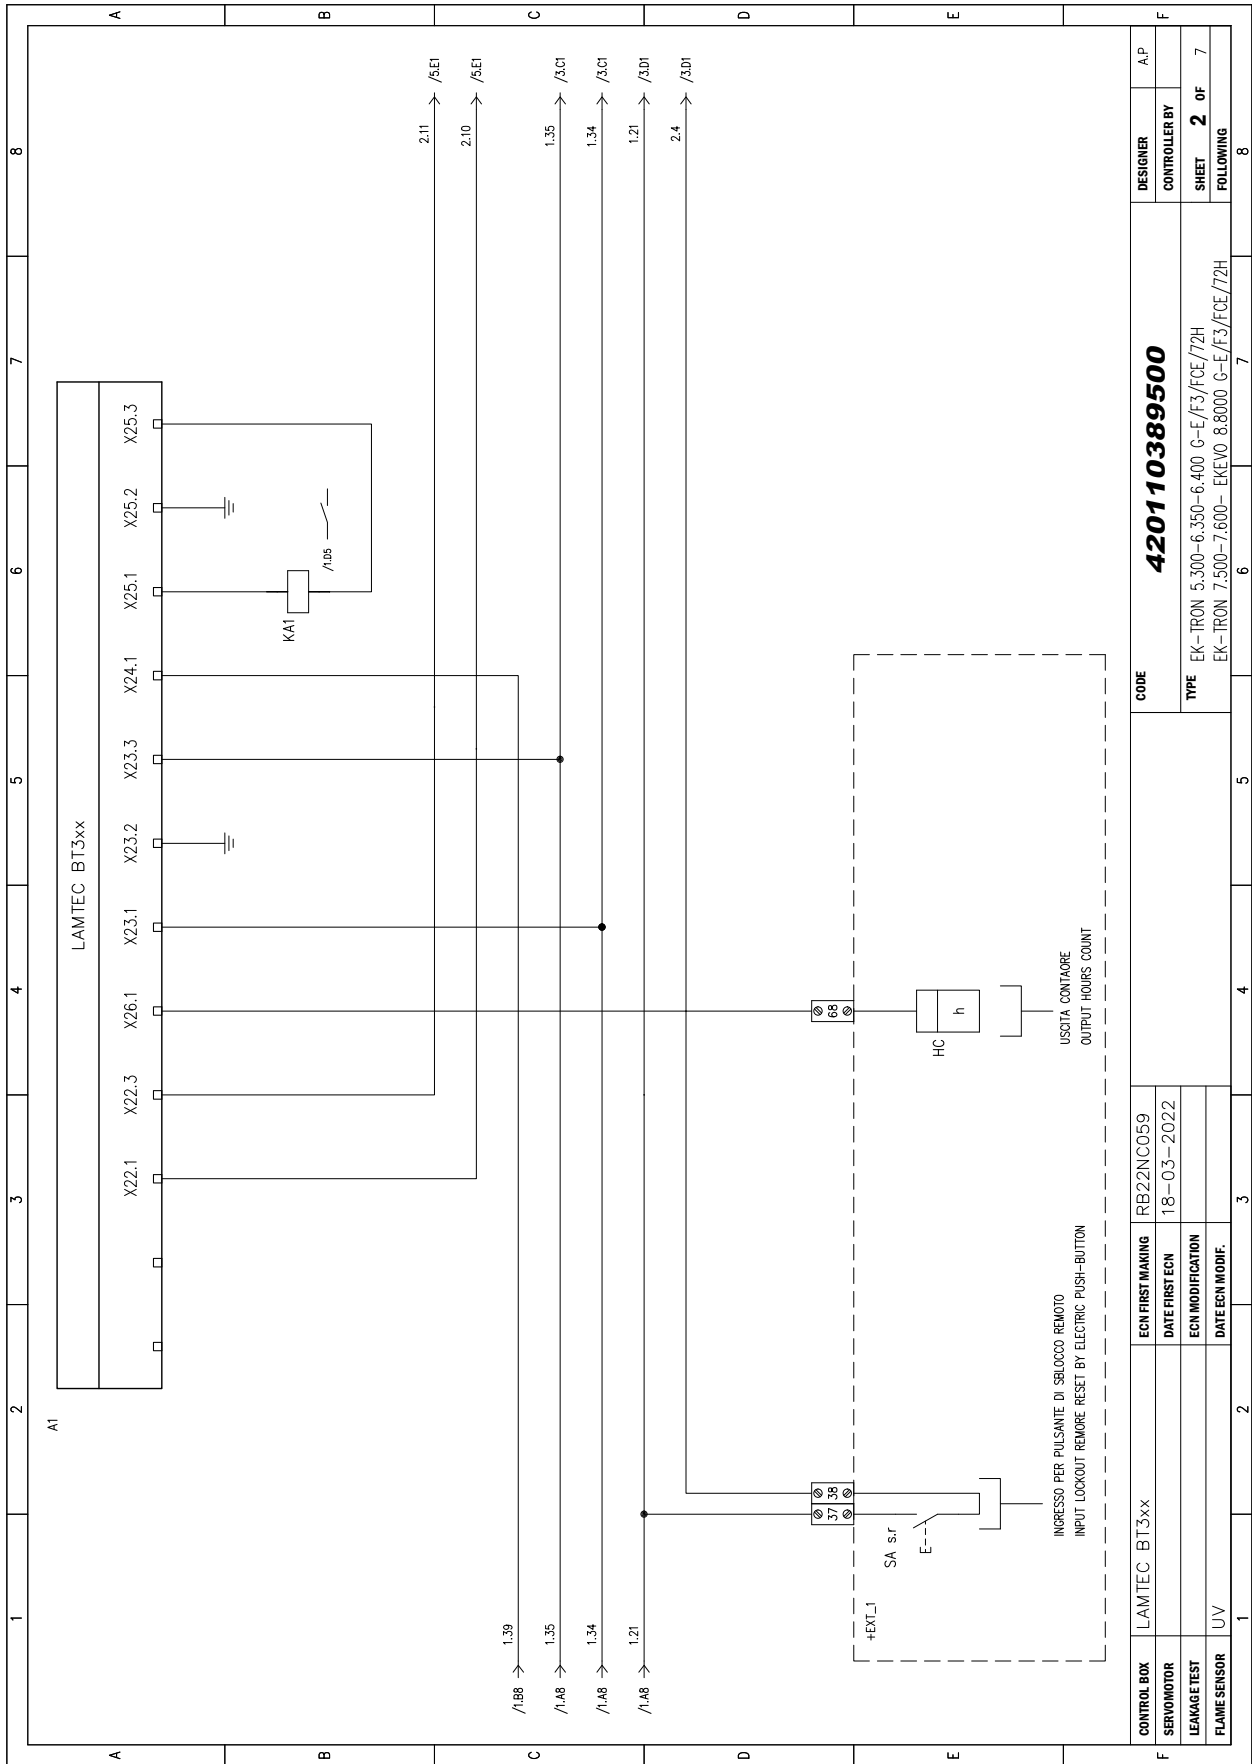 1 2 3 4 5 6 7 8
A B C D E F
A1
LAMTEC BT3xx
X22.1 X22.3 X26.1 X23.1 X23.2 X23.3 X24.1 X25.1 X25.2 X25.3
KA1
/1.D5
2.11 /5.E1
2.10 /5.E1
/1.B8 1.39
/1.A8 1.35 1.35 /3.C1
/1.A8 1.34 1.34 /3.C1
/1.A8 1.21 1.21 /3.D1
2.4 /3.D1
37 38 68
+EXT_1
SA s.r
E
HC
h
INGRESSO PER PULSANTE DI SBLOCCO REMOTO
INPUT LOCKOUT REMORE RESET BY ELECTRIC PUSH-BUTTON
USCITA CONTAORE
OUTPUT HOURS COUNT
CONTROL BOX LAMTEC BT3xx
SERVOMOTOR
LEAKAGE TEST
FLAME SENSOR UV
ECN FIRST MAKING RB22NC059
DATE FIRST ECN 18-03-2022
ECN MODIFICATION
DATE ECN MODIF.
CODE
420110389500
TYPE
EK-TRON 5.300-6.350-6.400 G-E/F3/FCE/72H
EK-TRON 7.500-7.600- EKEVO 8.8000 G-E/F3/FCE/72H
DESIGNER A.P
CONTROLLER BY
SHEET 2 OF 7
FOLLOWING
A B C D E F
1 2 3 4 5 6 7 8